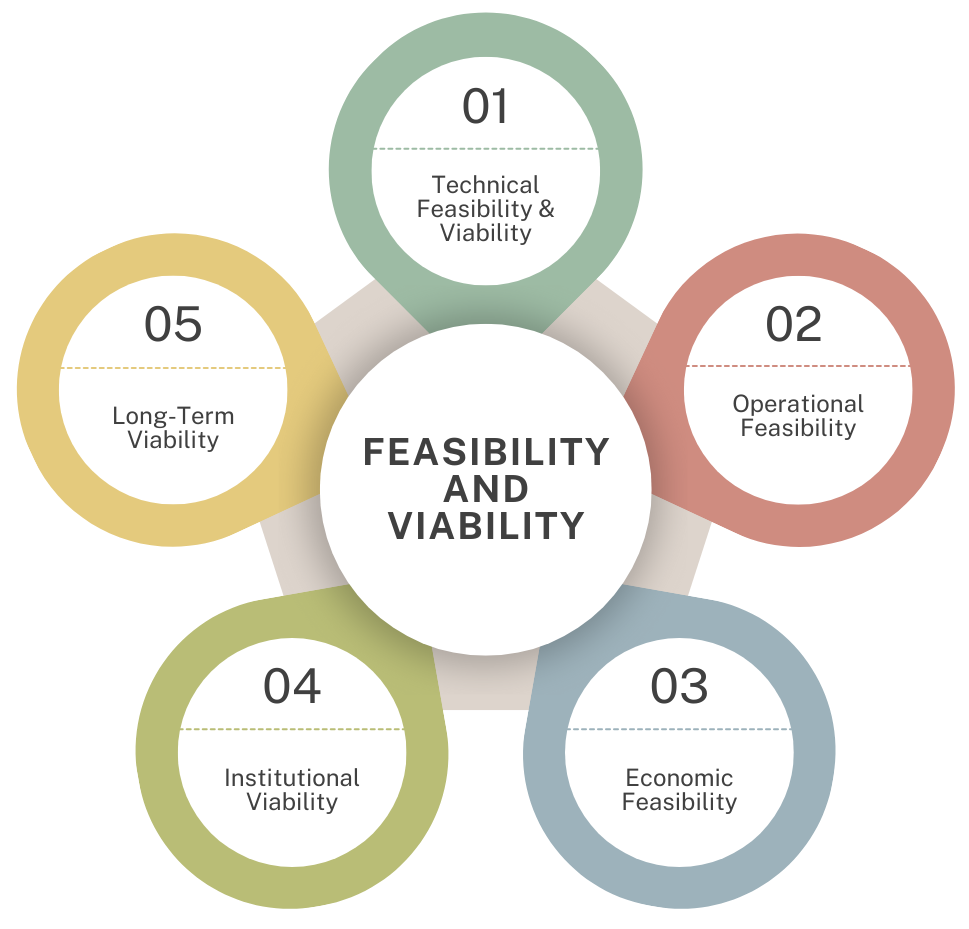 01
Technical
Feasibility &
Viability
02
Operational
Feasibility
03
Economic
Feasibility
04
Institutional
Viability
05
Long-Term
Viability
FEASIBILITY
AND
VIABILITY